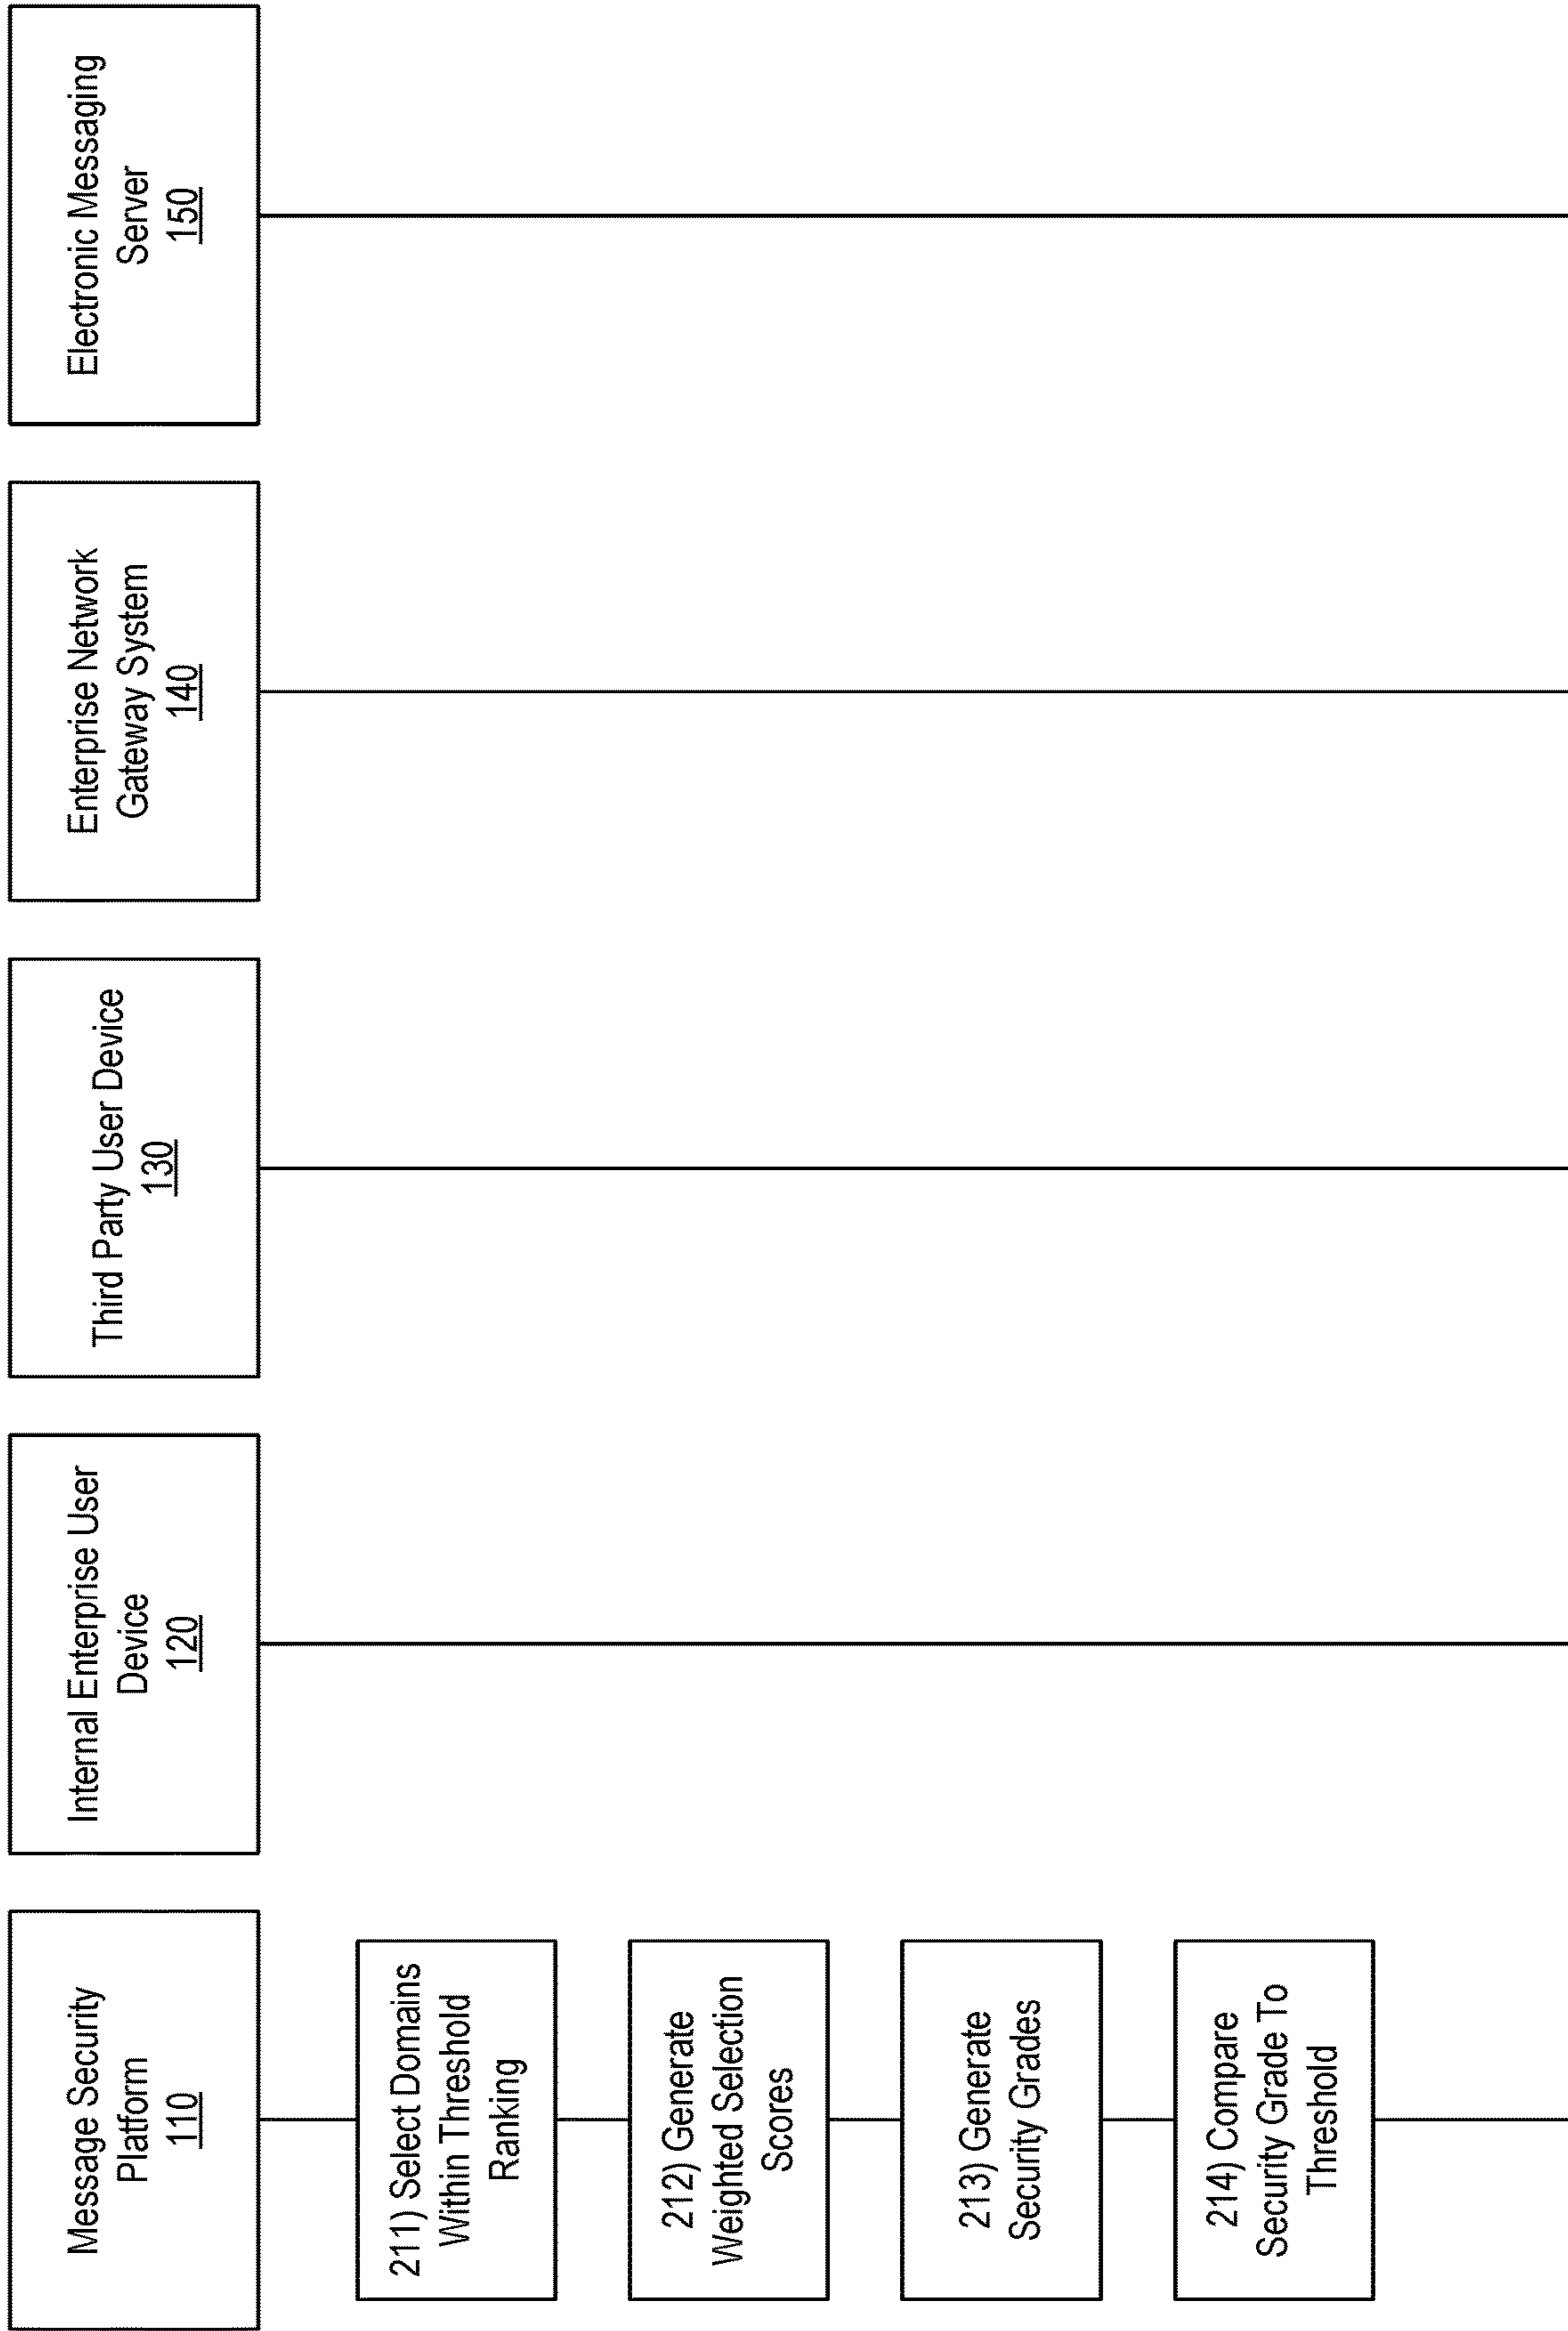 Message Security
Platform
110
Internal Enterprise User
Device
120
Third Party User Device
130
Enterprise Network
Gateway System
140
Electronic Messaging
Server
150
211) Select Domains
Within Threshold
Ranking
212) Generate
Weighted Selection
Scores
213) Generate
Security Grades
214) Compare
Security Grade To
Threshold